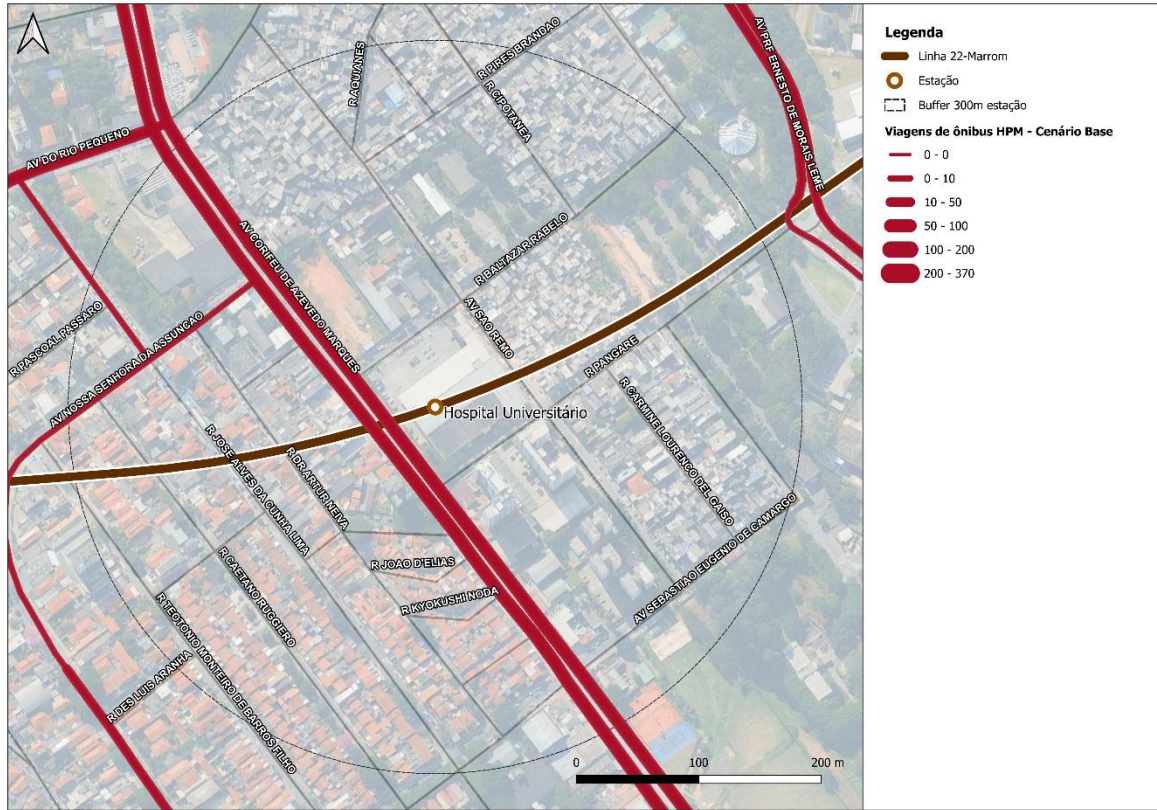 R AQUIANES
R PIRES BRANDAO
R CIPOTANEA
AV PRF ERNESTO DE MORAIS LEME
AV DO RIO PEQUENO
AV CORIFEU DE AZEVEDO MARQUES
R BALTAZAR RABELO
AV SAO REMO
R PASCOAL PASSARO
AV NOSSA SENHORA DA ASSUNCAO
R PANGARE
R CARMINE LOURENCO DEL GAISO
Hospital Universitário
R JOSE ALVES DA CUNHA LIMA
R DR ARTUR NEIVA
R JOAO D'ELIAS
R KYOKUSHI NODA
R CAETANO RUGGIERO
R TEOTONIO MONTEIRO DE BARROS FILHO
R DES LUIS ARANHA
AV SEBASTIAO EUGENIO DE CAMARGO
0 100 200 m
Legenda
Linha 22-Marrom
Estação
Buffer 300m estação
Viagens de ônibus HPM - Cenário Base
0 - 0
0 - 10
10 - 50
50 - 100
100 - 200
200 - 370